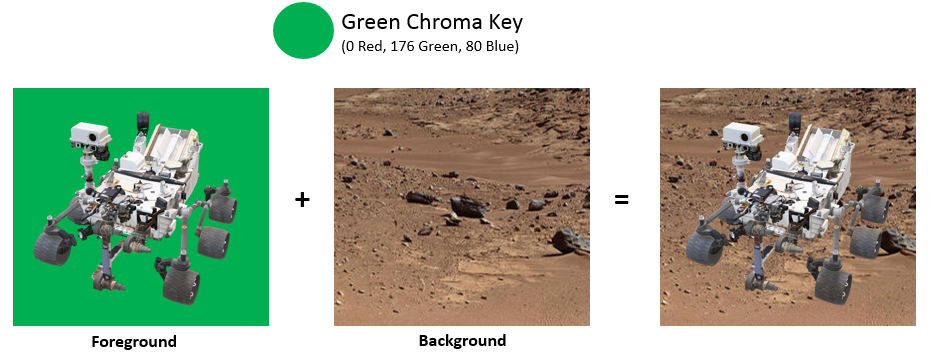 Green Chroma Key
(0 Red, 176 Green, 80 Blue)
+
=
Foreground
Background